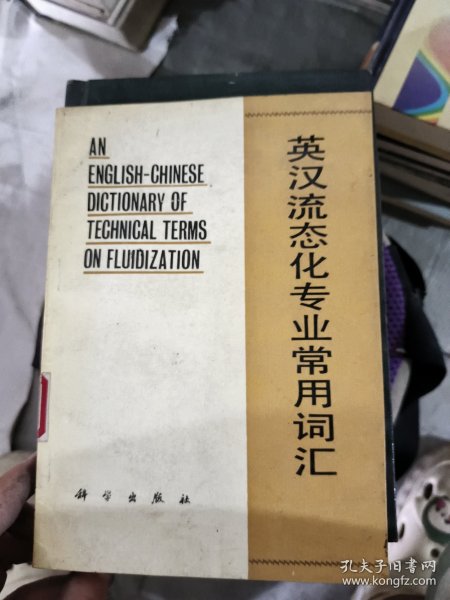 AN
ENGLISH-CHINESE
DICTIONARY OF
TECHNICAL TERMS
ON FLUIDIZATION
英汉流态化专业常用词汇
科学出版社
孔夫子旧书网
www.kongfz.com